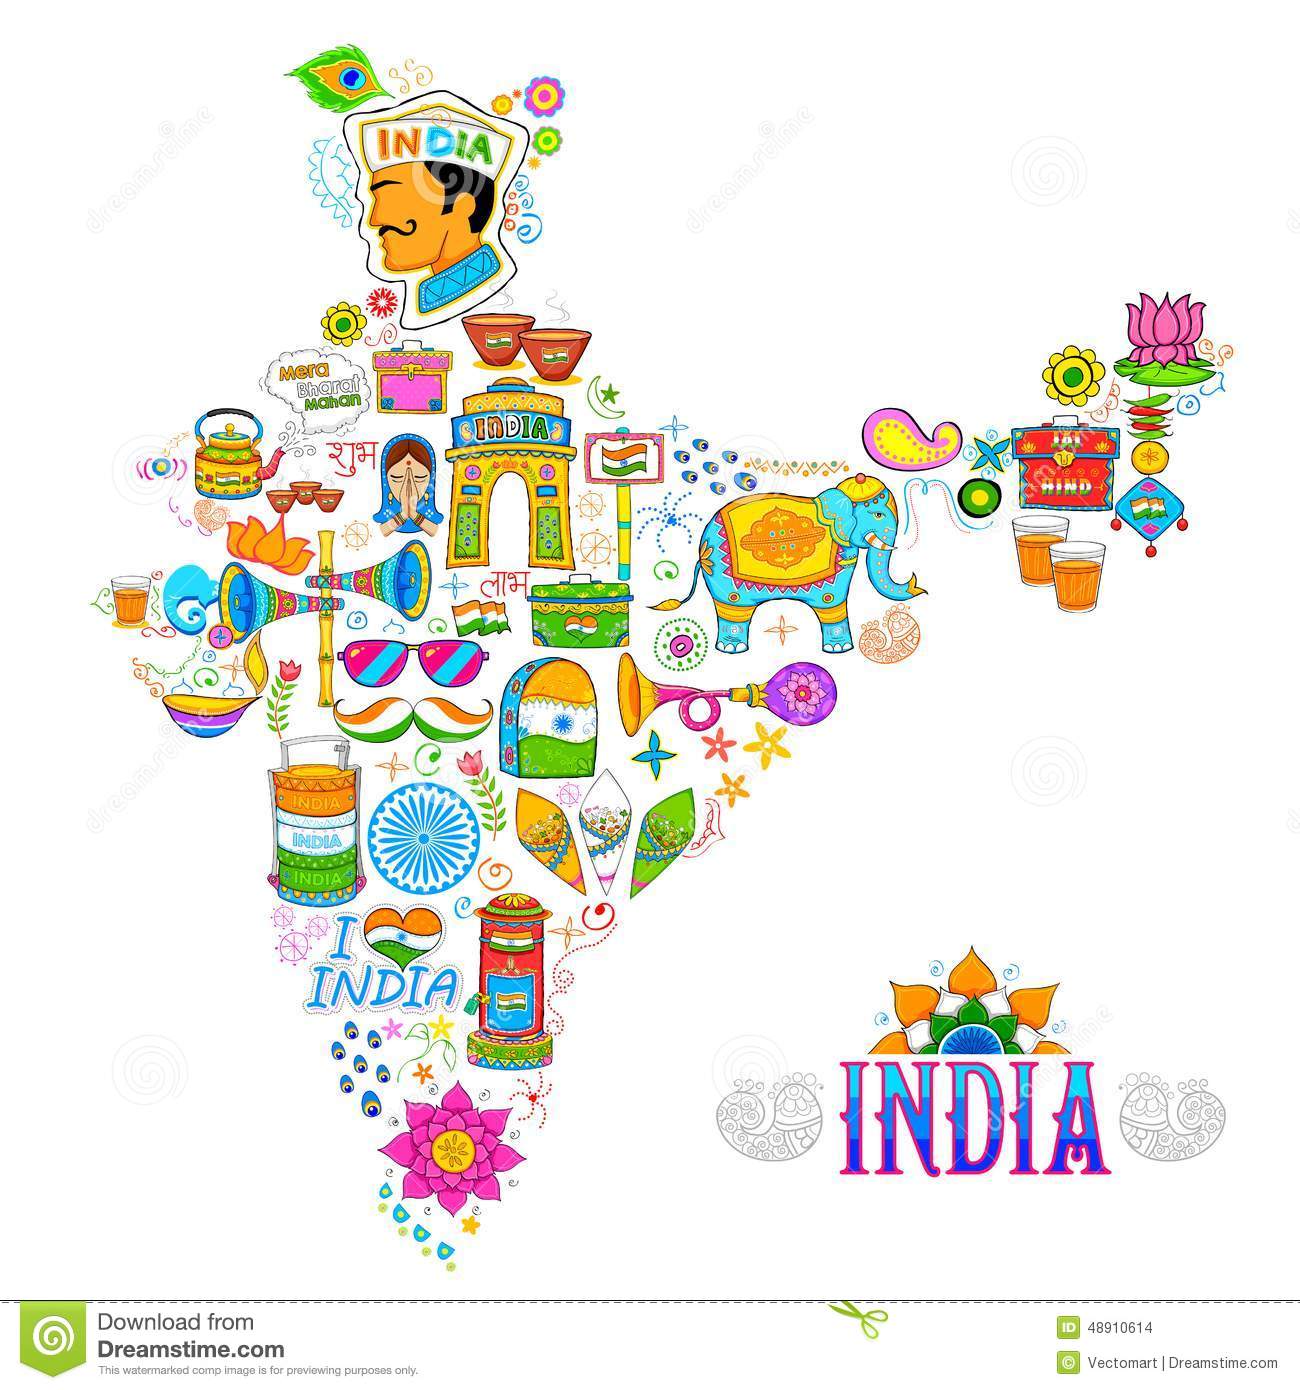 INDIA
Mera
Bharat
Mahan
INDIA
शुभ
JAI
HIND
लाभ
INDIA
INDIA
INDIA
I
INDIA
INDIA
dreamstime
Download from
Dreamstime.com
This watermarked comp image is for previewing purposes only.
ID 48910614
© Vectomart | Dreamstime.com